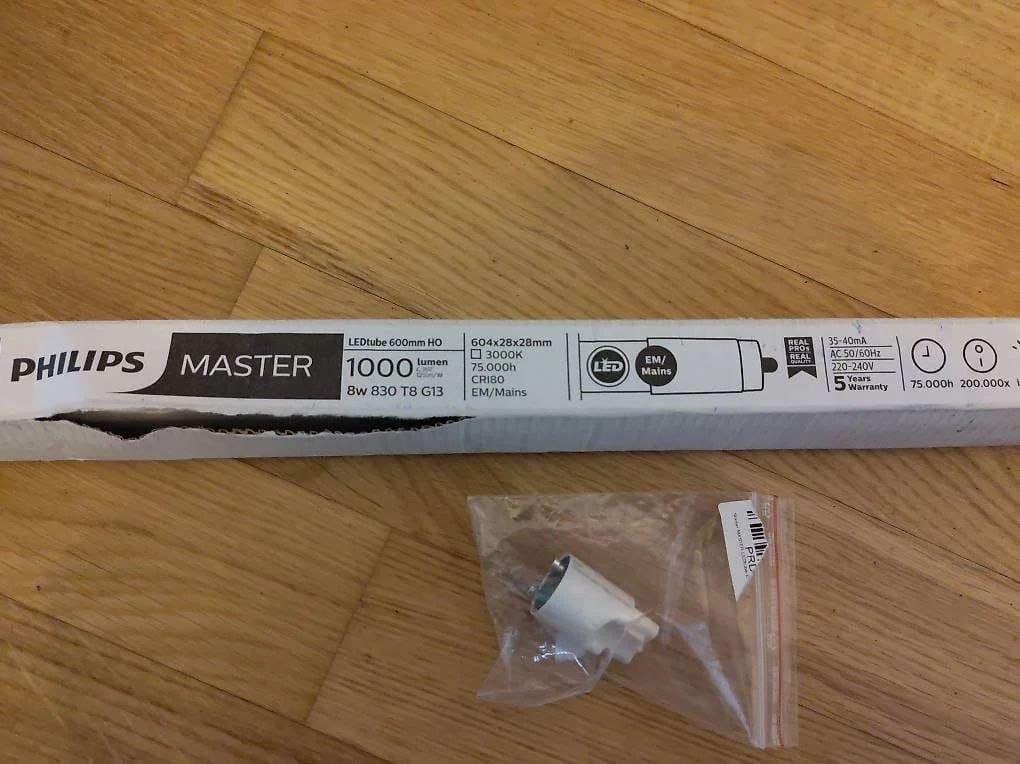 PHILIPS
MASTER
LEDtube 600mm HO
1000 lumen
8w 830 T8 G13
604x28x28mm
3000K
75.000h
CRI80
EM/Mains
LED
EM/
Mains
REAL
PROs
REAL
QUALITY
35-40mA
AC 50/60Hz
220-240V
5 Years
Warranty
75.000h
200.000x
PRL